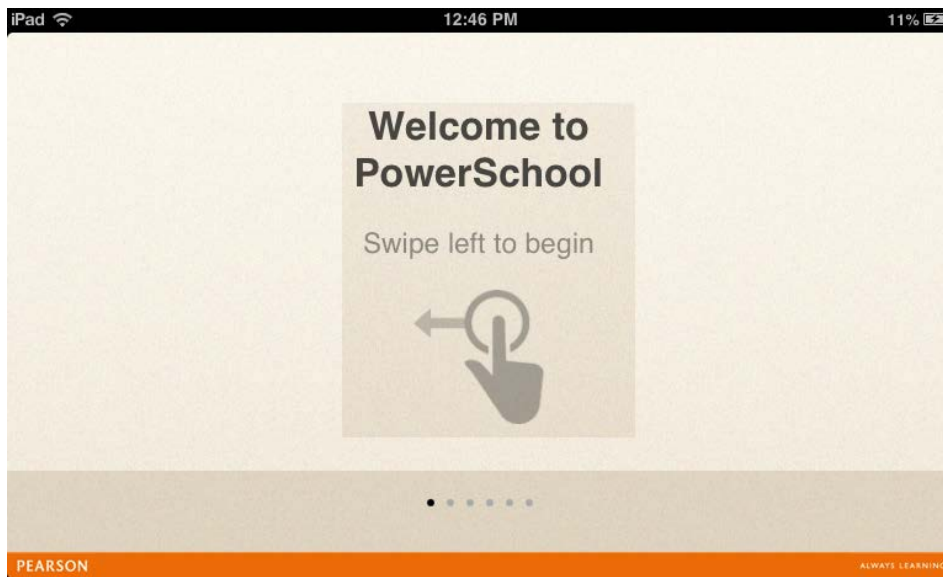 iPad 12:46 PM 11%
Welcome to
PowerSchool
Swipe left to begin
PEARSON ALWAYS LEARNING